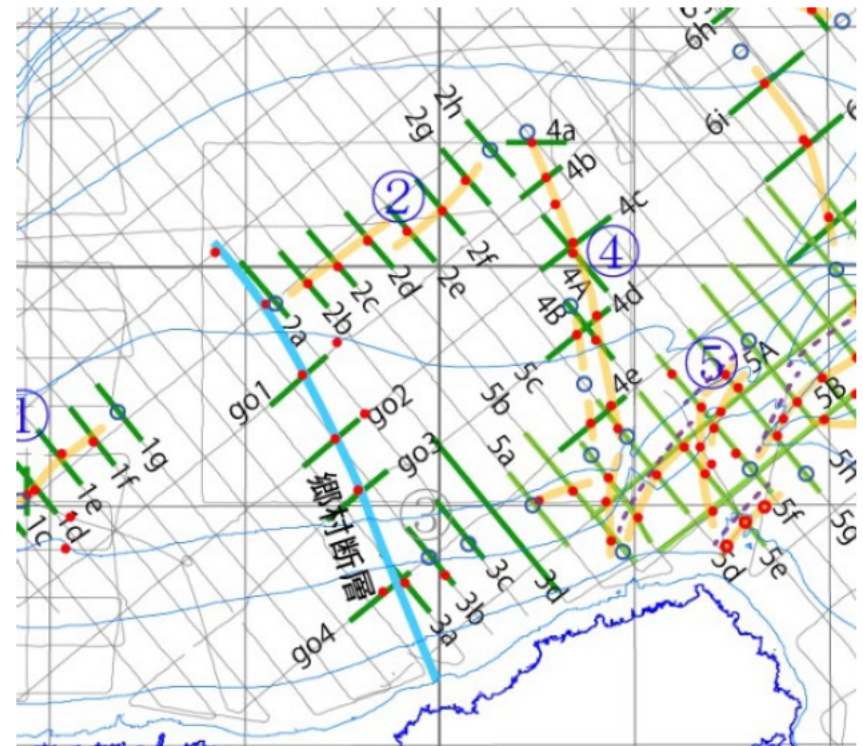 6h
6i
2h
2g
4a
4b
②
4c
④
2f
2e
2d
2c
2b
2a
4A
4d
4B
5c
4e
⑤
5A
5B
5b
5a
go1
go2
go3
郷村断層
③
1g
1f
1e
1d
1c
3d
3c
3b
3a
go4
5h
5g
5f
5e
5d